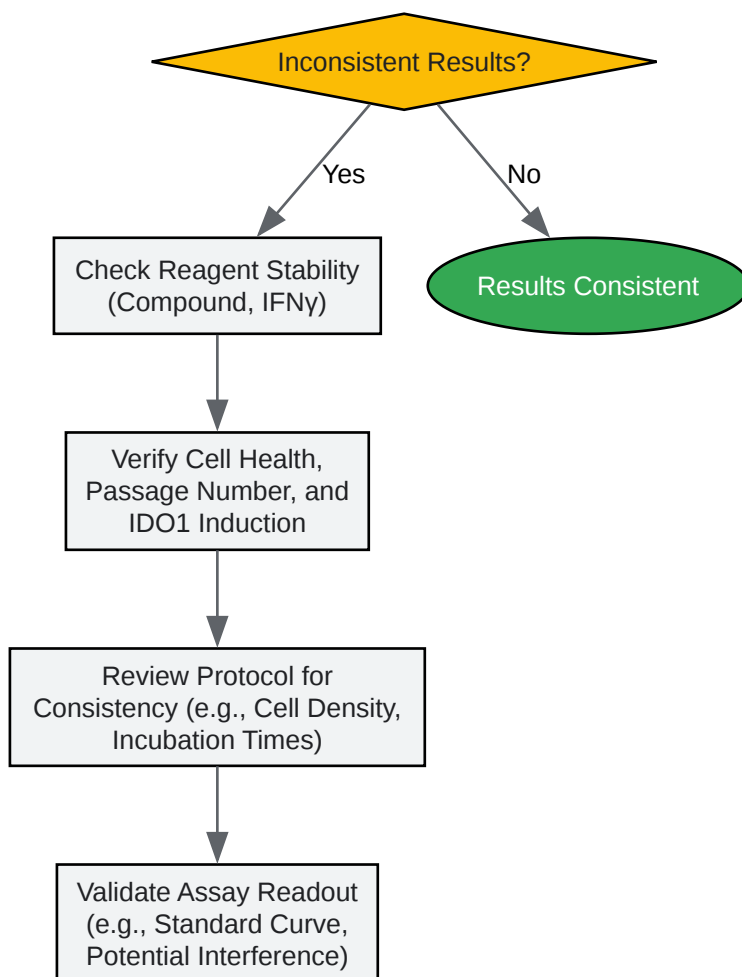 Inconsistent Results?
Yes
No
Check Reagent Stability
(Compound, IFNγ)
Results Consistent
Verify Cell Health,
Passage Number, and
IDO1 Induction
Review Protocol for
Consistency (e.g., Cell Density,
Incubation Times)
Validate Assay Readout
(e.g., Standard Curve,
Potential Interference)